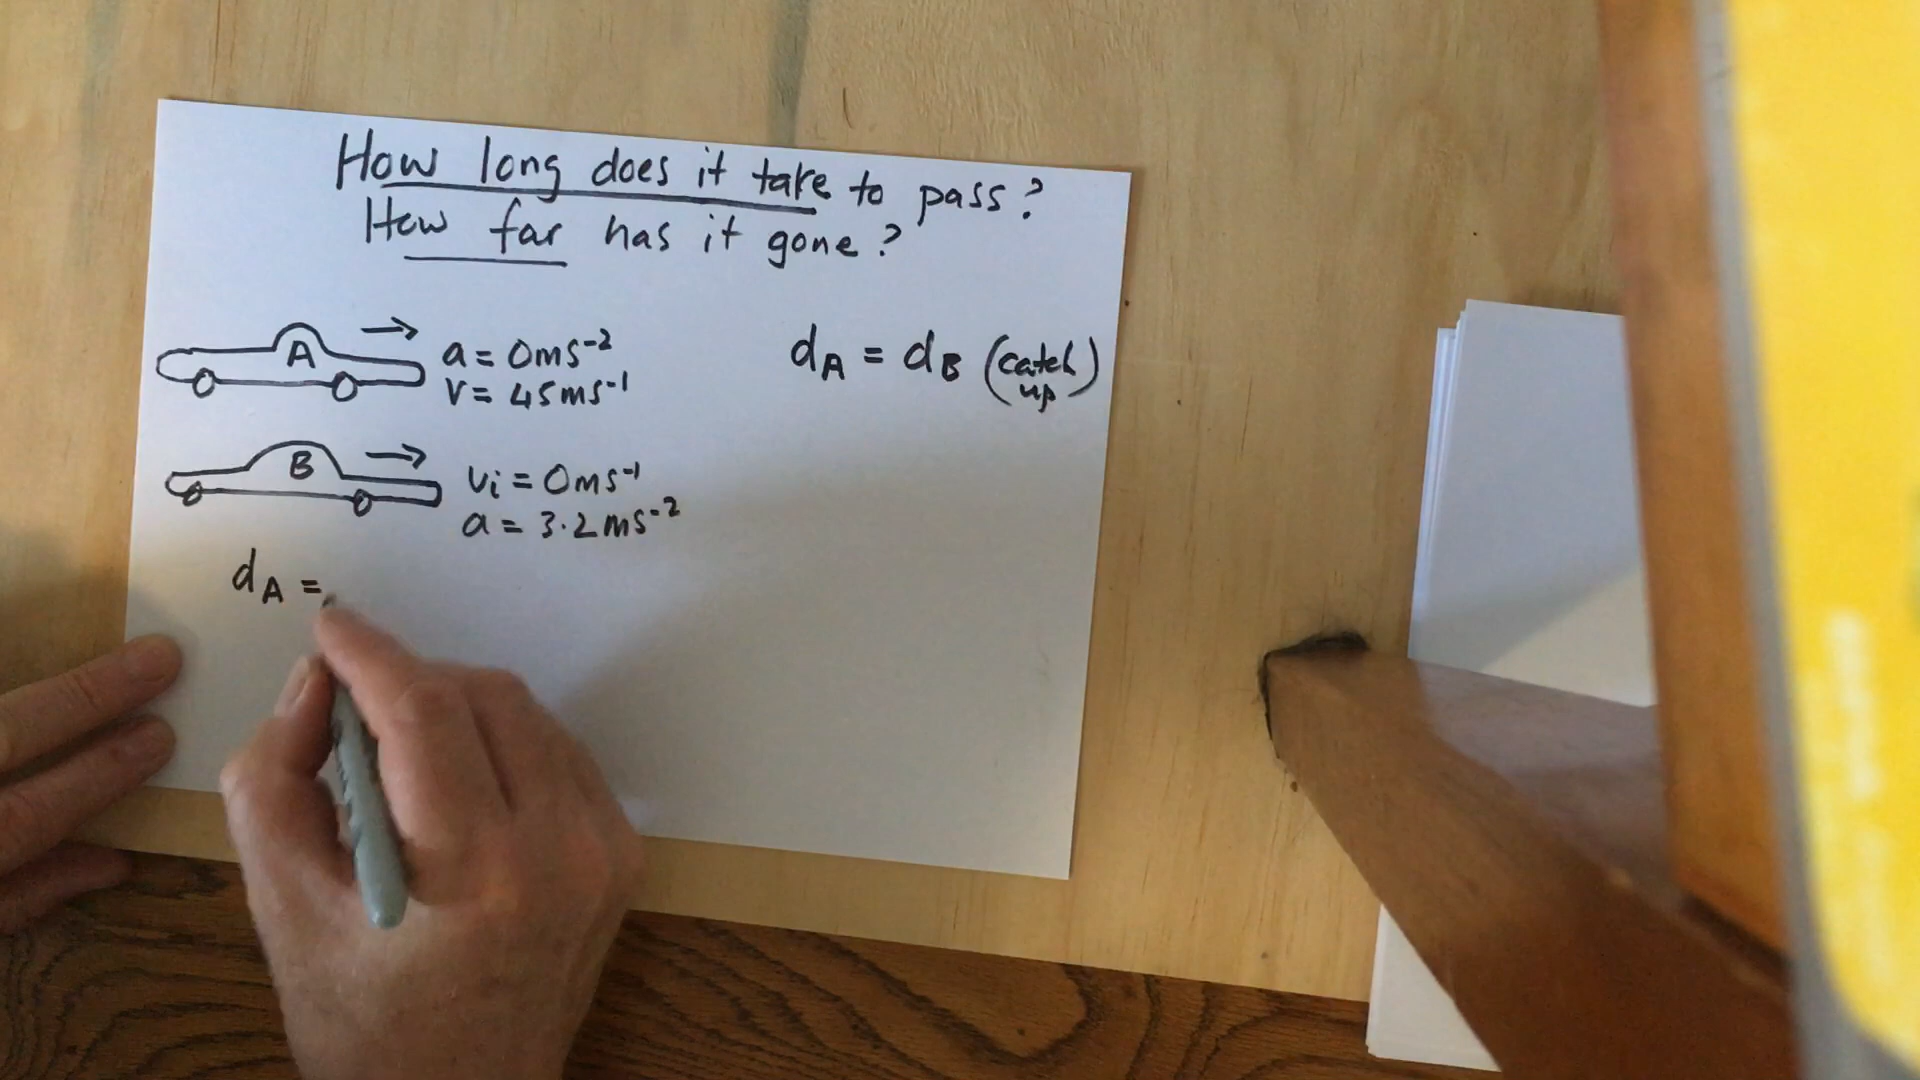 How long does it take to pass?
How far has it gone?
A
a = 0ms⁻²
v = 45ms⁻¹
dA = dB (catch up)
B
vi = 0ms⁻¹
a = 3.2ms⁻²
dA =